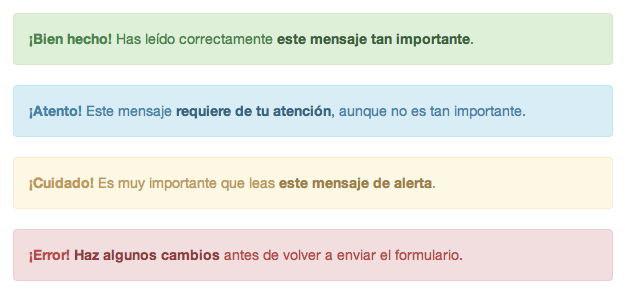 ¡Bien hecho! Has leído correctamente este mensaje tan importante.
¡Atento! Este mensaje requiere de tu atención, aunque no es tan importante.
¡Cuidado! Es muy importante que leas este mensaje de alerta.
¡Error! Haz algunos cambios antes de volver a enviar el formulario.